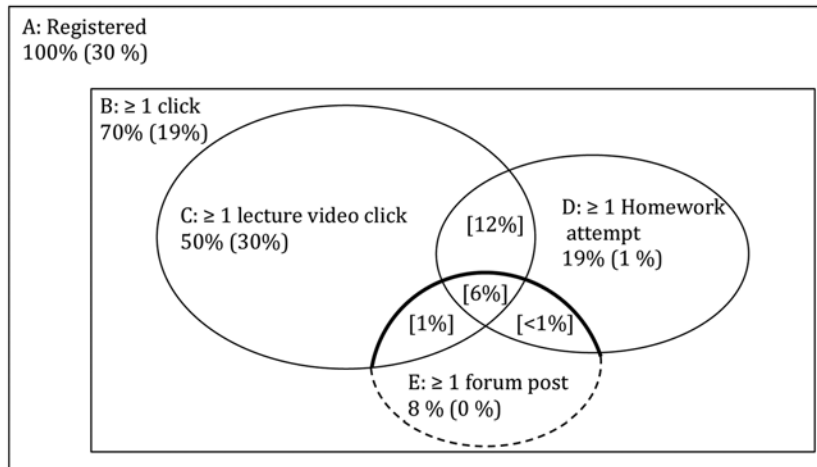 A: Registered
100% (30 %)
B: ≥ 1 click
70% (19%)
C: ≥ 1 lecture video click
50% (30%)
[12%]
D: ≥ 1 Homework
attempt
19% (1 %)
[6%]
[1%]
[<1%]
E: ≥ 1 forum post
8 % (0 %)